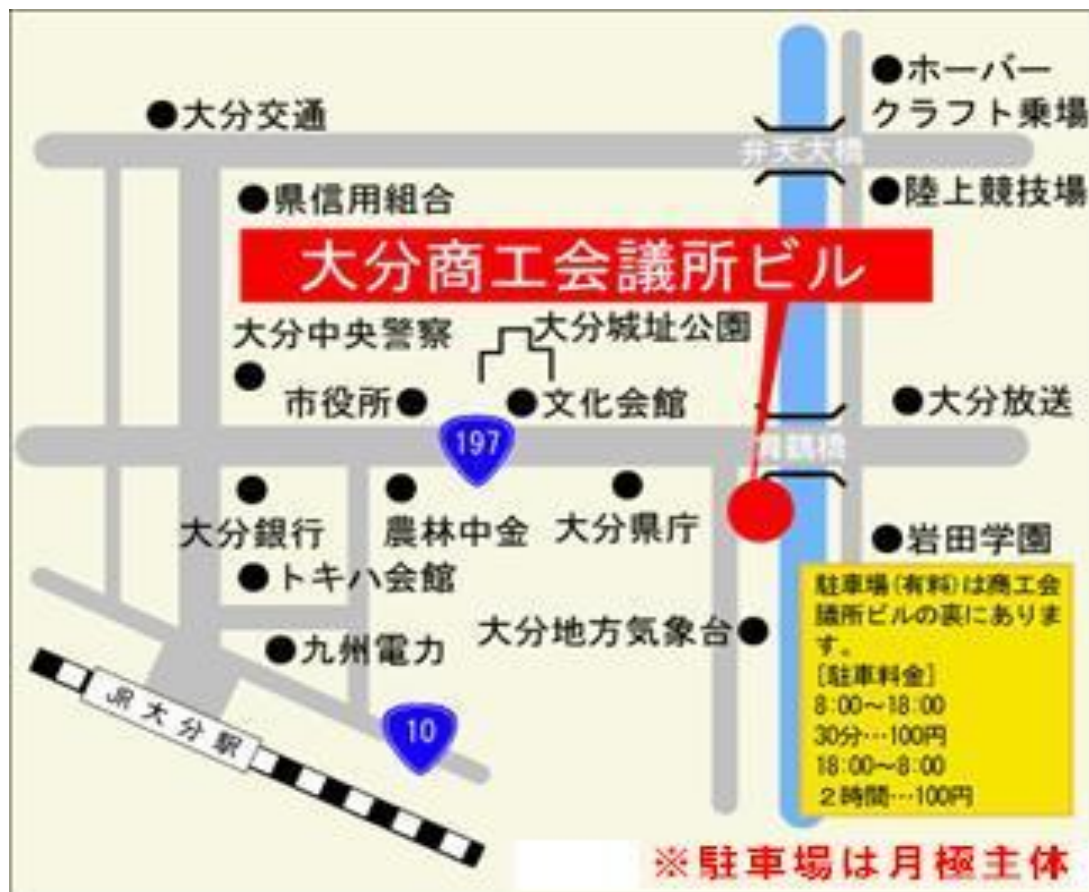 ●ホーバー
クラフト乗場
●大分交通
弁天大橋
●県信用組合
●陸上競技場
大分商工会議所ビル
大分中央警察
大分城址公園
市役所●
●文化会館
●大分放送
197
鶴橋
大分銀行
農林中金
大分県庁
●岩田学園
●トキハ会館
●九州電力
大分地方気象台●
10
JR大分駅
駐車場(有料)は商工会
議所ビルの裏にありま
す。
[駐車料金]
8:00～18:00
30分…100円
18:00～8:00
2時間…100円
※駐車場は月極主体